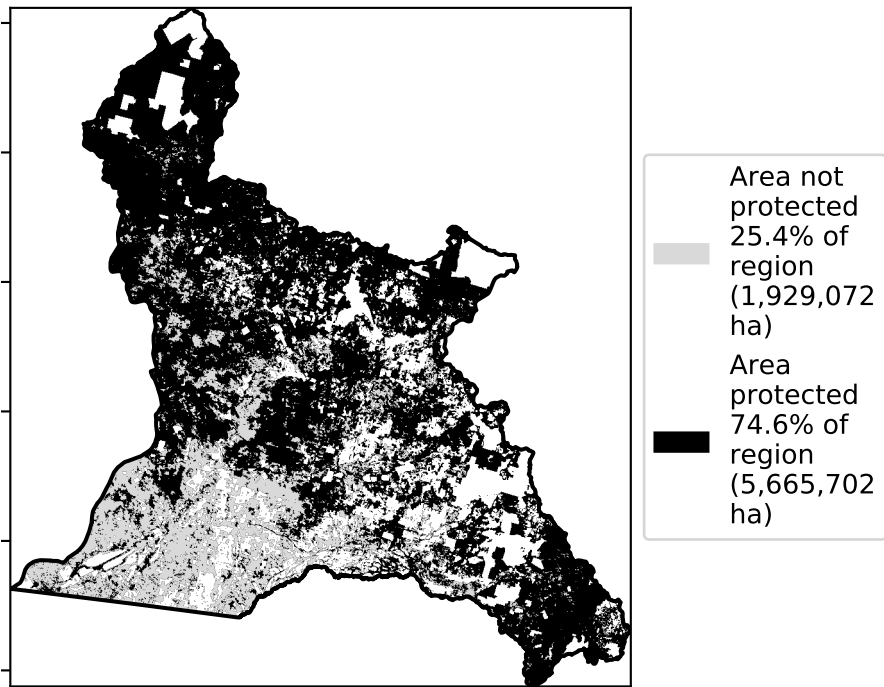 Area not
protected
25.4% of
region
(1,929,072
ha)
Area
protected
74.6% of
region
(5,665,702
ha)